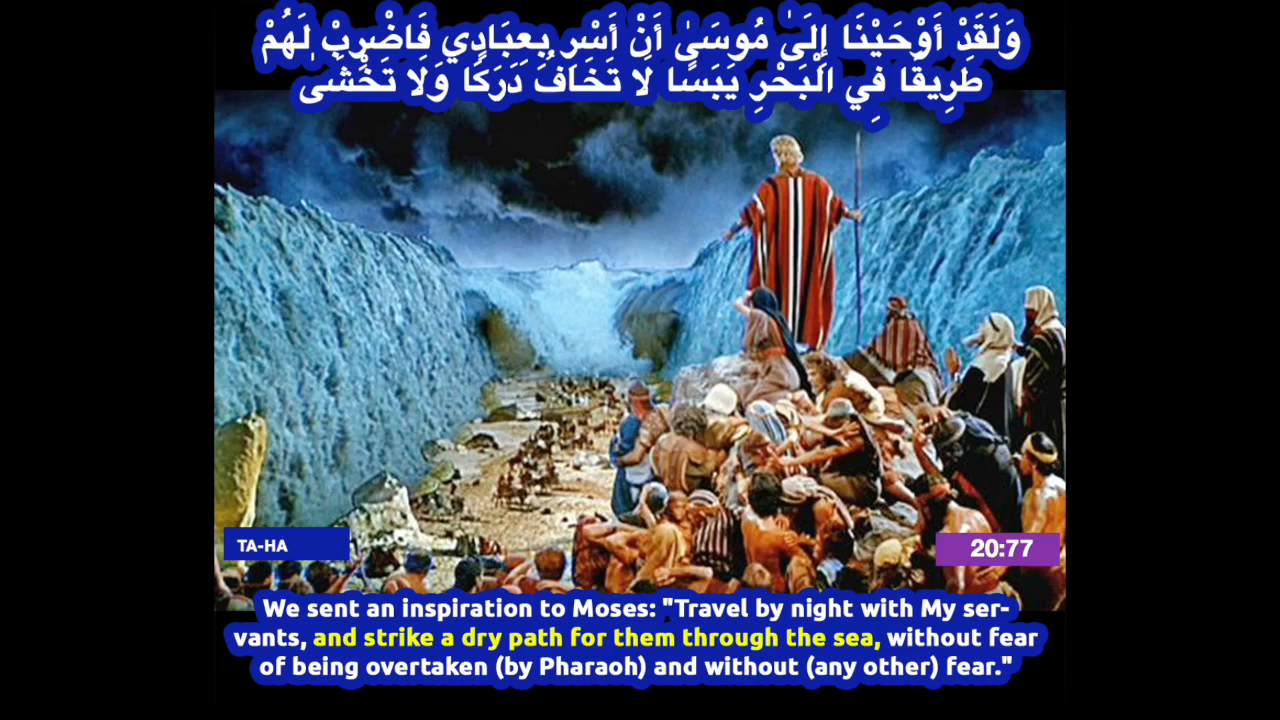 وَلَقَدْ أَوْحَيْنَا إِلَىٰ مُوسَىٰ أَنْ أَسْرِ بِعِبَادِي فَاضْرِبْ لَهُمْ
طَرِيقًا فِي الْبَحْرِ يَبَسًا لَا تَخَافُ دَرَكًا وَلَا تَخْشَىٰ
TA-HA
20:77
We sent an inspiration to Moses: "Travel by night with My ser-
vants, and strike a dry path for them through the sea, without fear
of being overtaken (by Pharaoh) and without (any other) fear."